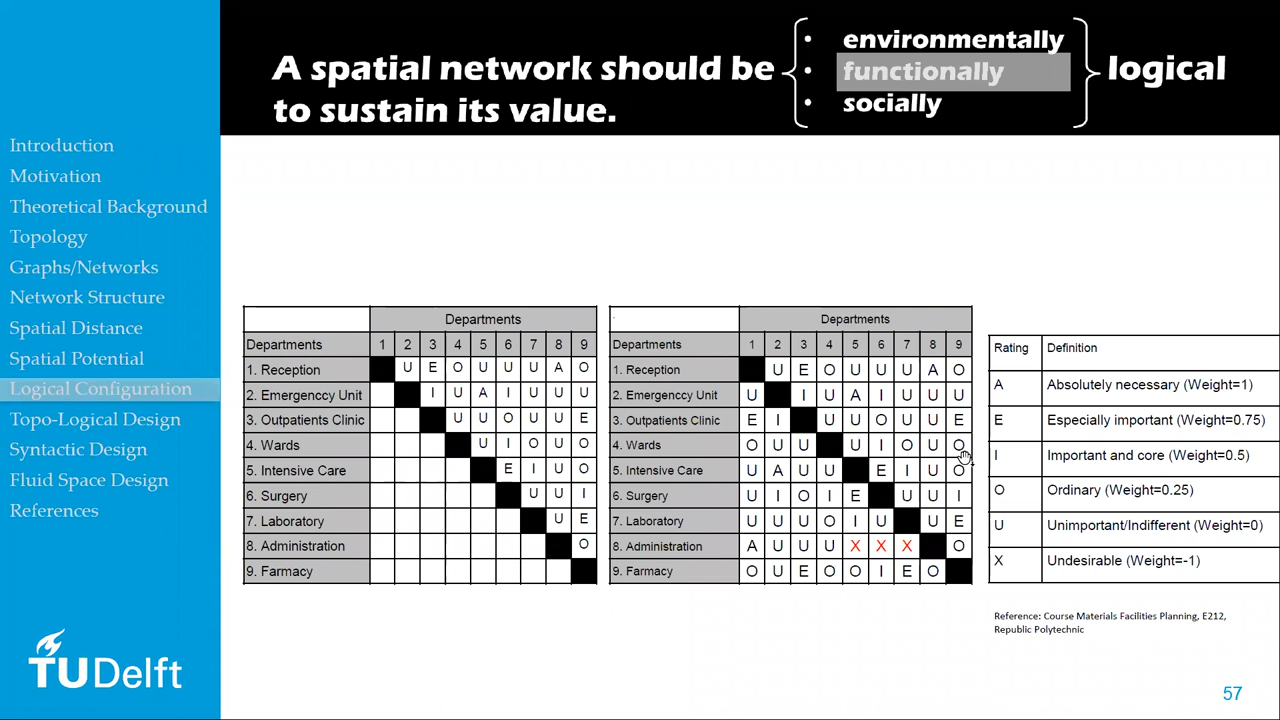 A spatial network should be
to sustain its value.
• environmentally
• functionally
• socially
logical
Introduction
Motivation
Theoretical Background
Topology
Graphs/Networks
Network Structure
Spatial Distance
Spatial Potential
Logical Configuration
Topo-Logical Design
Syntactic Design
Fluid Space Design
References
TUDelft
Departments
Departments 1 2 3 4 5 6 7 8 9
1. Reception U E O U U U A O
2. Emergenccy Unit I U A I U U U
3. Outpatients Clinic U U O U U E
4. Wards U I O U O
5. Intensive Care E I U O
6. Surgery U U I
7. Laboratory U E
8. Administration O
9. Farmacy
Departments
Departments 1 2 3 4 5 6 7 8 9
1. Reception U E O U U U A O
2. Emergenccy Unit U I U A I U U U
3. Outpatients Clinic E I U U O U U E
4. Wards O U U U I O U O
5. Intensive Care U A U U E I U O
6. Surgery U I O I E U U I
7. Laboratory U U U O I U U E
8. Administration A U U U X X X O
9. Farmacy O U E O O I E O
Rating Definition
A Absolutely necessary (Weight=1)
E Especially important (Weight=0.75)
I Important and core (Weight=0.5)
O Ordinary (Weight=0.25)
U Unimportant/Indifferent (Weight=0)
X Undesirable (Weight=-1)
Reference: Course Materials Facilities Planning, E212,
Republic Polytechnic
57